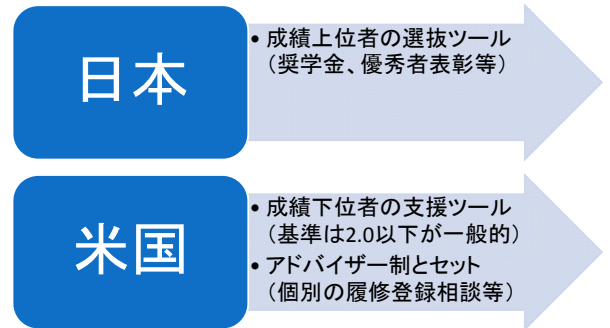 日本
• 成績上位者の選抜ツール
（奨学金、優秀者表彰等）
米国
• 成績下位者の支援ツール
（基準は2.0以下が一般的）
• アドバイザー制とセット
（個別の履修登録相談等）